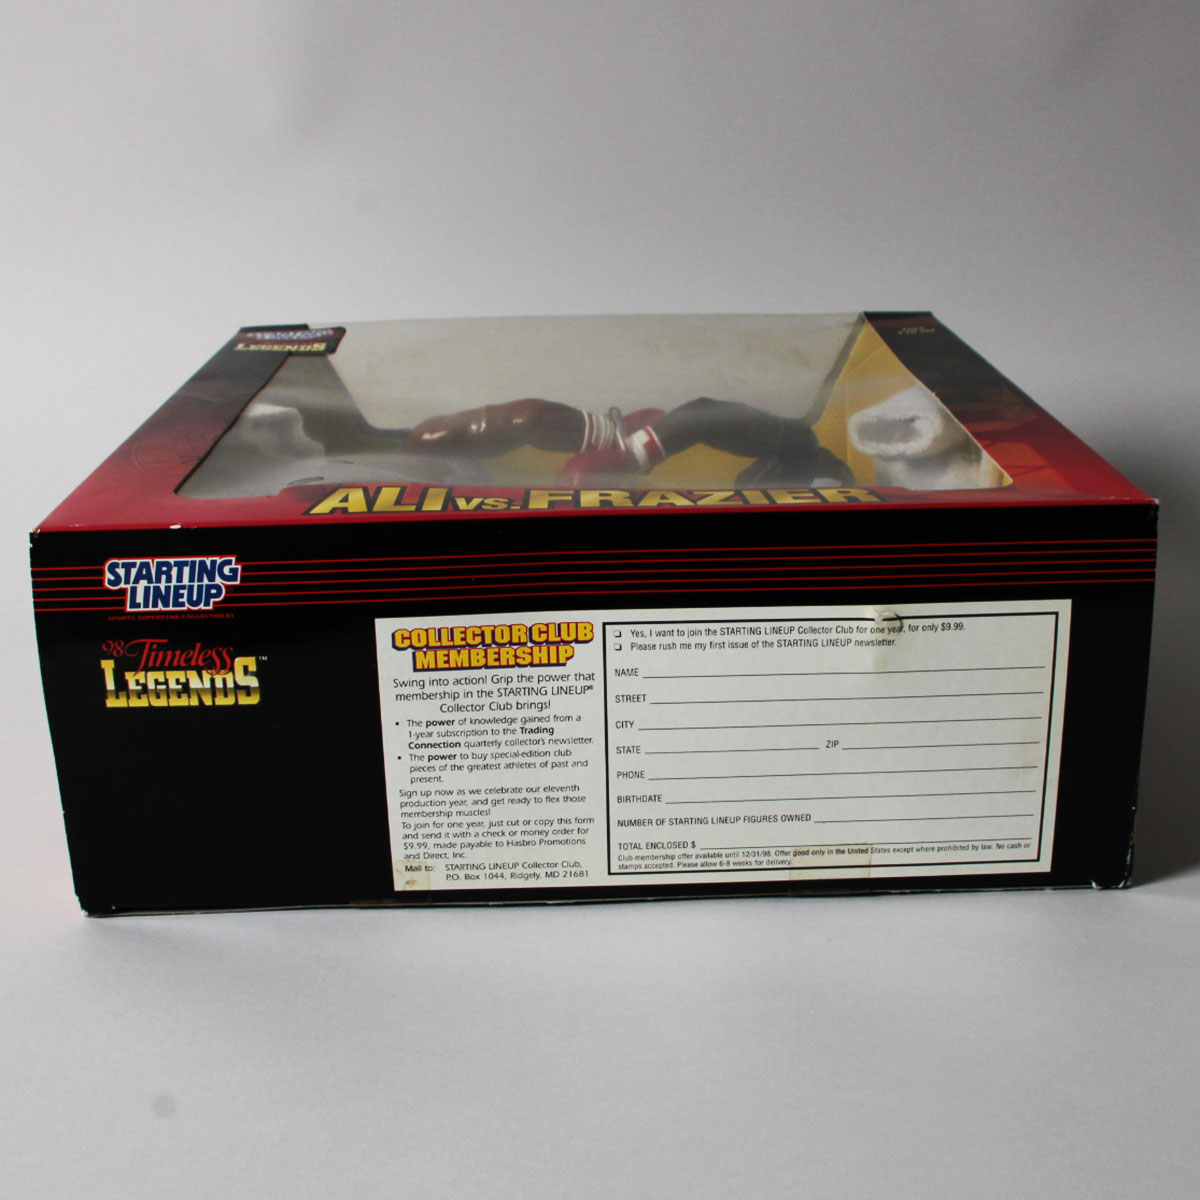 LEGENDS
ALI vs. FRAZIER
STARTING
LINEUP
SPORTS SUPERSTAR COLLECTIBLES
'98 Timeless
LEGENDS™
COLLECTOR CLUB
MEMBERSHIP
Swing into action! Grip the power that
membership in the STARTING LINEUP®
Collector Club brings!
• The power of knowledge gained from a
1-year subscription to the Trading
Connection quarterly collector's newsletter.
• The power to buy special-edition club
pieces of the greatest athletes of past and
present.
Sign up now as we celebrate our eleventh
production year, and get ready to flex those
membership muscles!
To join for one year, just cut or copy this form
and send it with a check or money order for
$9.99, made payable to Hasbro Promotions
and Direct, Inc.
Mail to: STARTING LINEUP Collector Club,
P.O. Box 1044, Ridgely, MD 21681
❏ Yes, I want to join the STARTING LINEUP Collector Club for one year, for only $9.99.
❏ Please rush me my first issue of the STARTING LINEUP newsletter.
NAME
STREET
CITY
STATE ZIP
PHONE
BIRTHDATE
NUMBER OF STARTING LINEUP FIGURES OWNED
TOTAL ENCLOSED $
Club membership offer available until 12/31/98. Offer good only in the United States except where prohibited by law. No cash or
stamps accepted. Please allow 6-8 weeks for delivery.